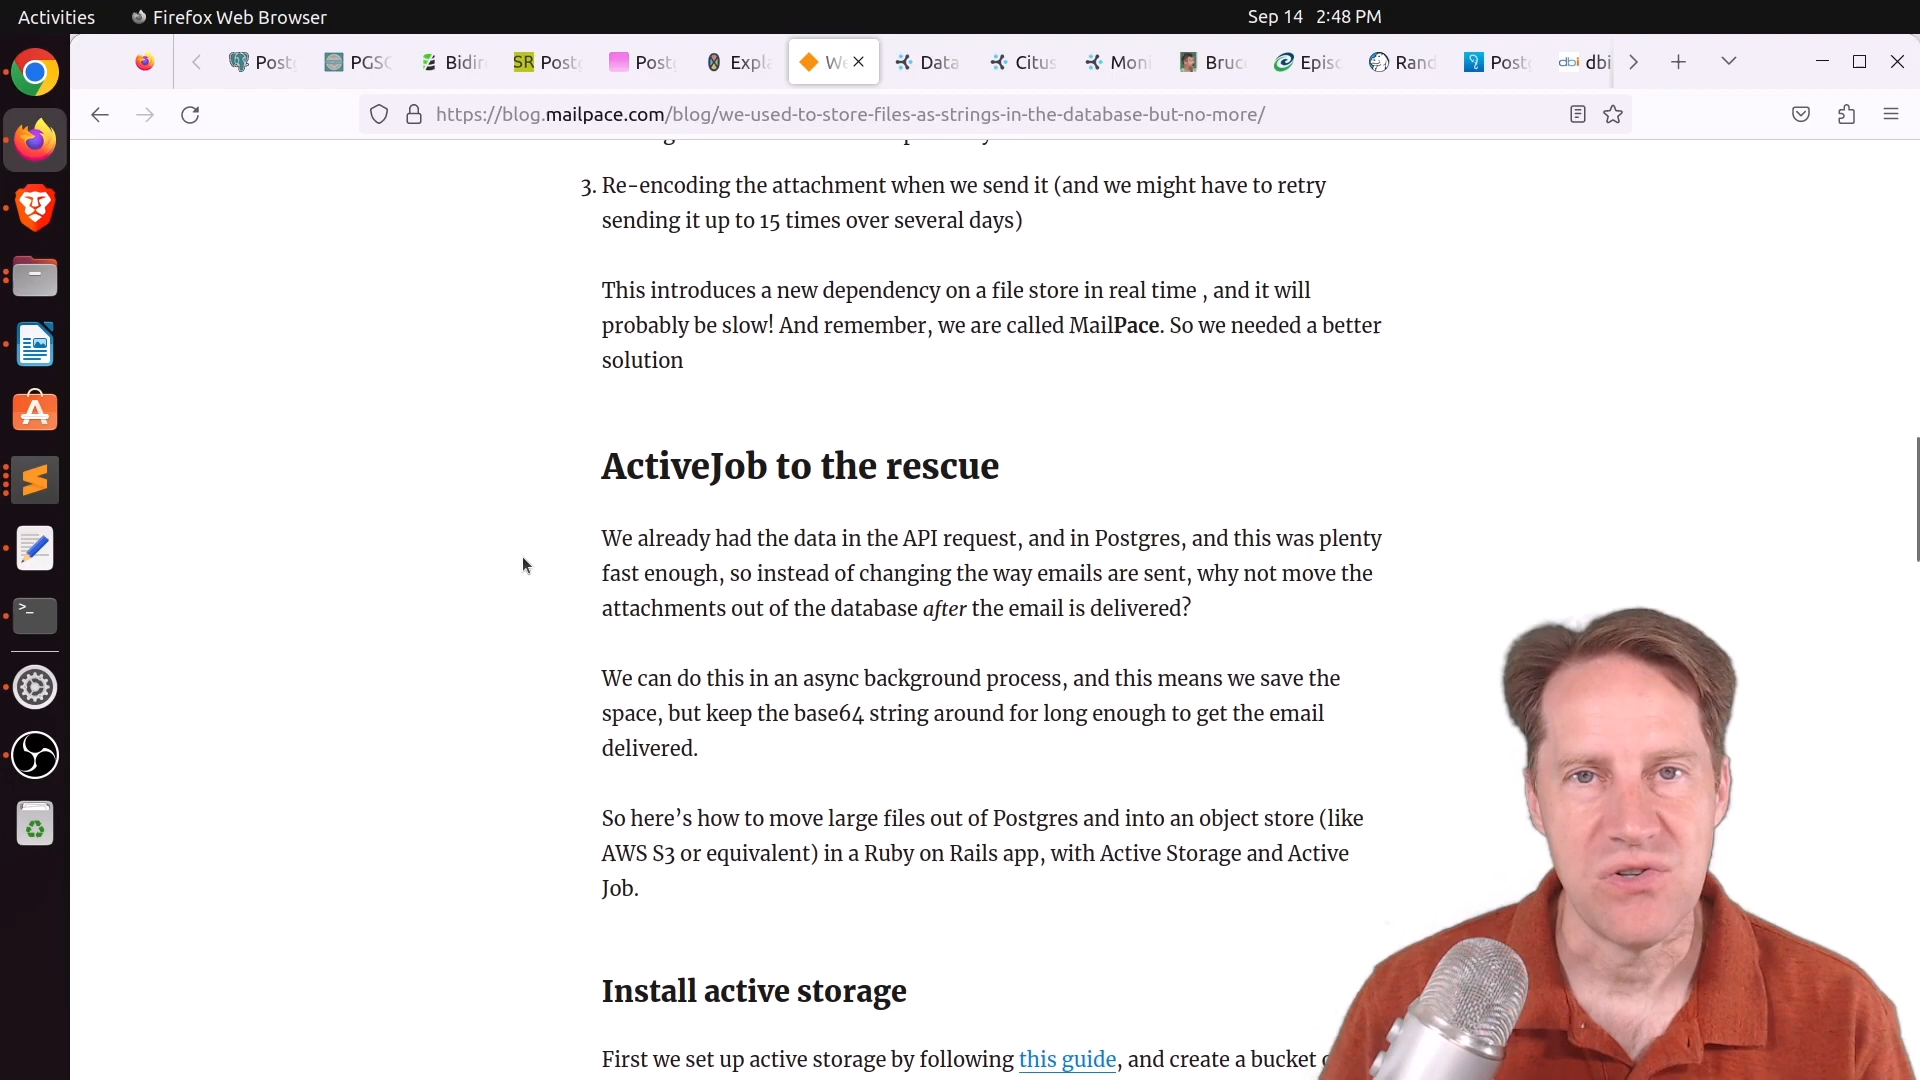 Activities
Firefox Web Browser
Sep 14 2:48 PM
Post
PGSC
Bidir
SR Post
Post
Expla
We
Data
Citus
Moni
Bruc
Episo
Rand
Post
dbi dbi
https://blog.mailpace.com/blog/we-used-to-store-files-as-strings-in-the-database-but-no-more/
3. Re-encoding the attachment when we send it (and we might have to retry
sending it up to 15 times over several days)
This introduces a new dependency on a file store in real time , and it will
probably be slow! And remember, we are called MailPace. So we needed a better
solution
ActiveJob to the rescue
We already had the data in the API request, and in Postgres, and this was plenty
fast enough, so instead of changing the way emails are sent, why not move the
attachments out of the database after the email is delivered?
We can do this in an async background process, and this means we save the
space, but keep the base64 string around for long enough to get the email
delivered.
So here’s how to move large files out of Postgres and into an object store (like
AWS S3 or equivalent) in a Ruby on Rails app, with Active Storage and Active
Job.
Install active storage
First we set up active storage by following this guide, and create a bucket